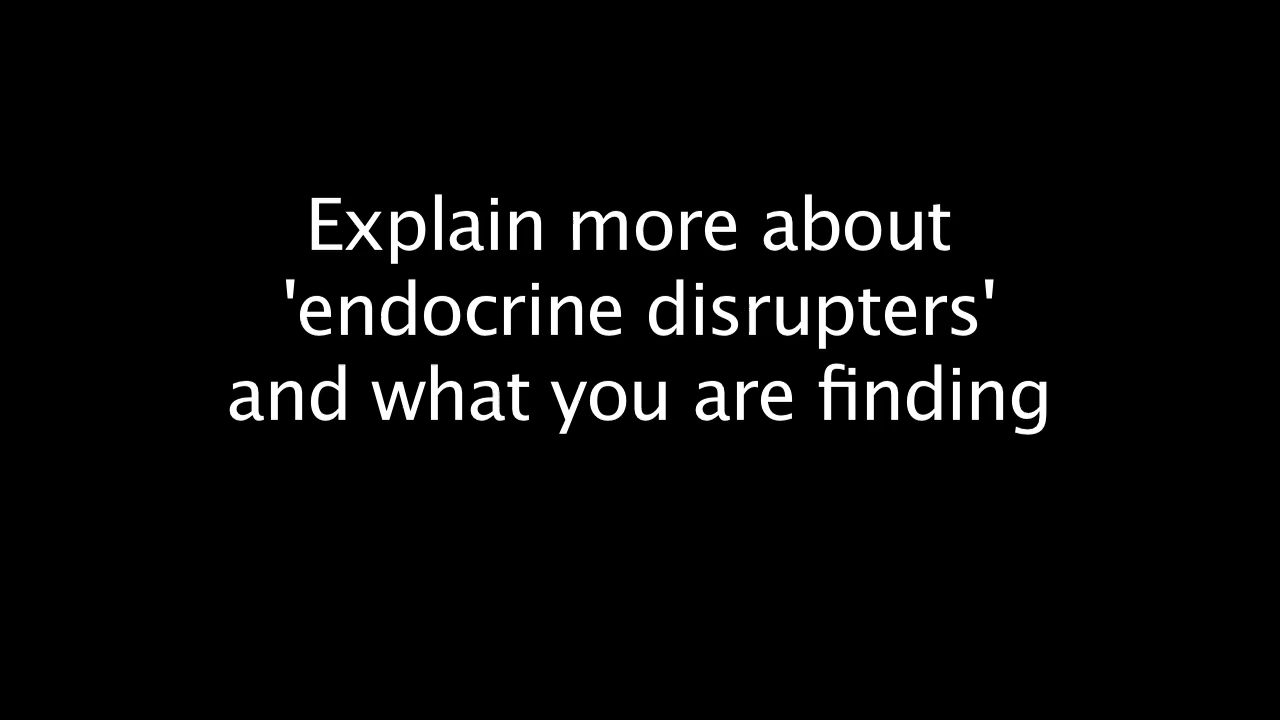 Explain more about
'endocrine disrupters'
and what you are finding